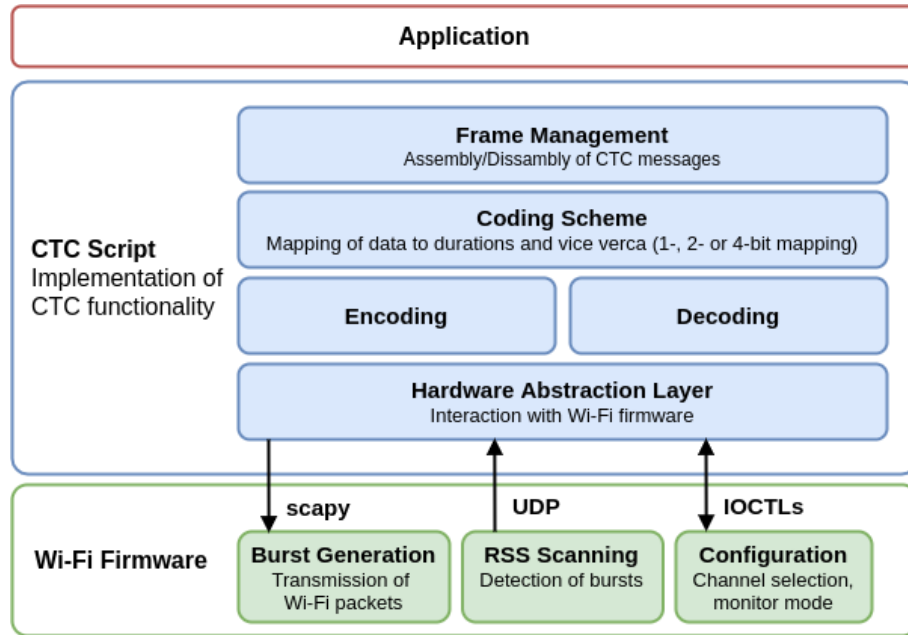 Application
Frame Management
Assembly/Dissambly of CTC messages
Coding Scheme
Mapping of data to durations and vice verca (1-, 2- or 4-bit mapping)
CTC Script
Implementation of
CTC functionality
Encoding
Decoding
Hardware Abstraction Layer
Interaction with Wi-Fi firmware
scapy
UDP
IOCTLs
Wi-Fi Firmware
Burst Generation
Transmission of
Wi-Fi packets
RSS Scanning
Detection of bursts
Configuration
Channel selection,
monitor mode